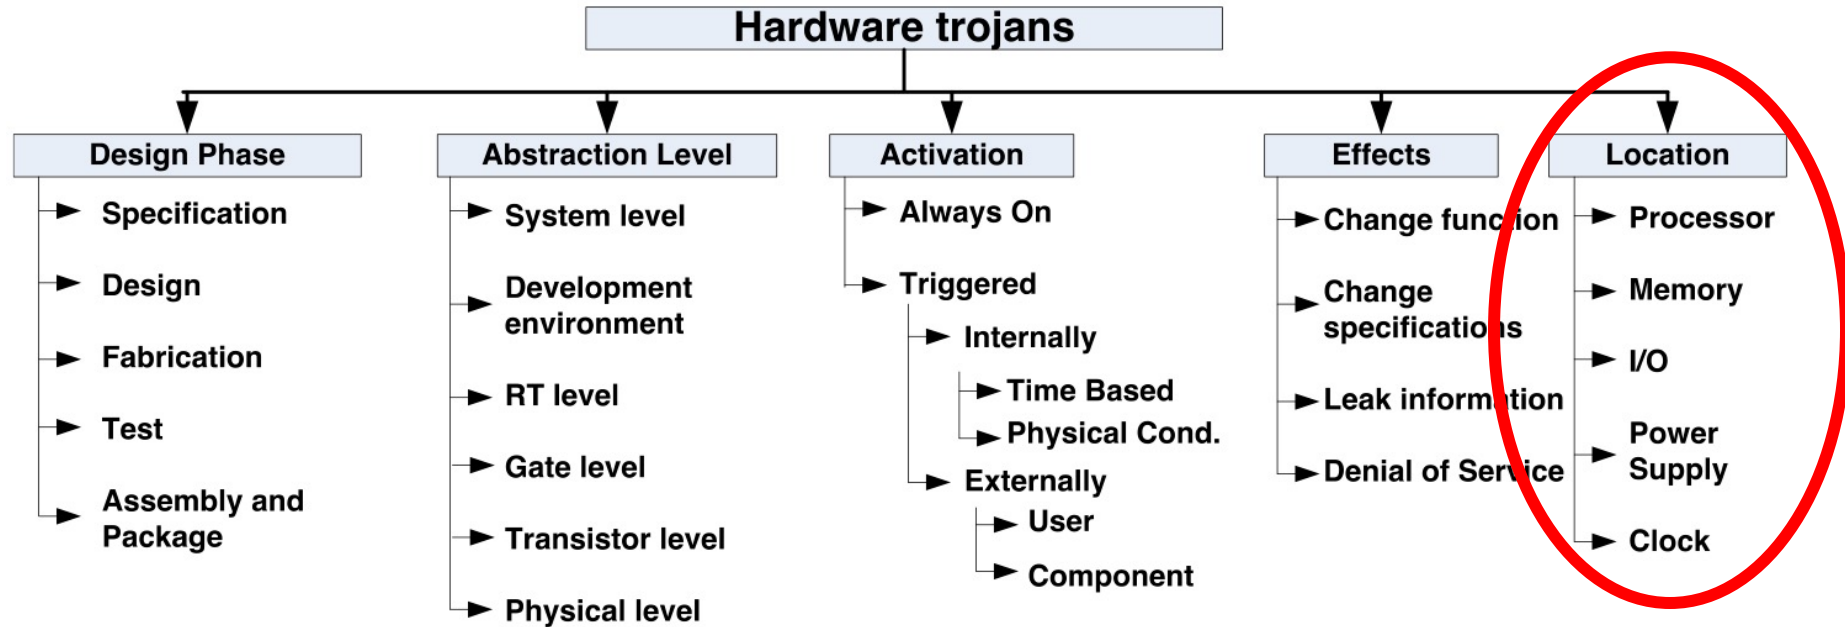 Hardware trojans
Design Phase
Specification
Design
Fabrication
Test
Assembly and
Package
Abstraction Level
System level
Development
environment
RT level
Gate level
Transistor level
Physical level
Activation
Always On
Triggered
Internally
Time Based
Physical Cond.
Externally
User
Component
Effects
Change function
Change
specifications
Leak information
Denial of Service
Location
Processor
Memory
I/O
Power
Supply
Clock